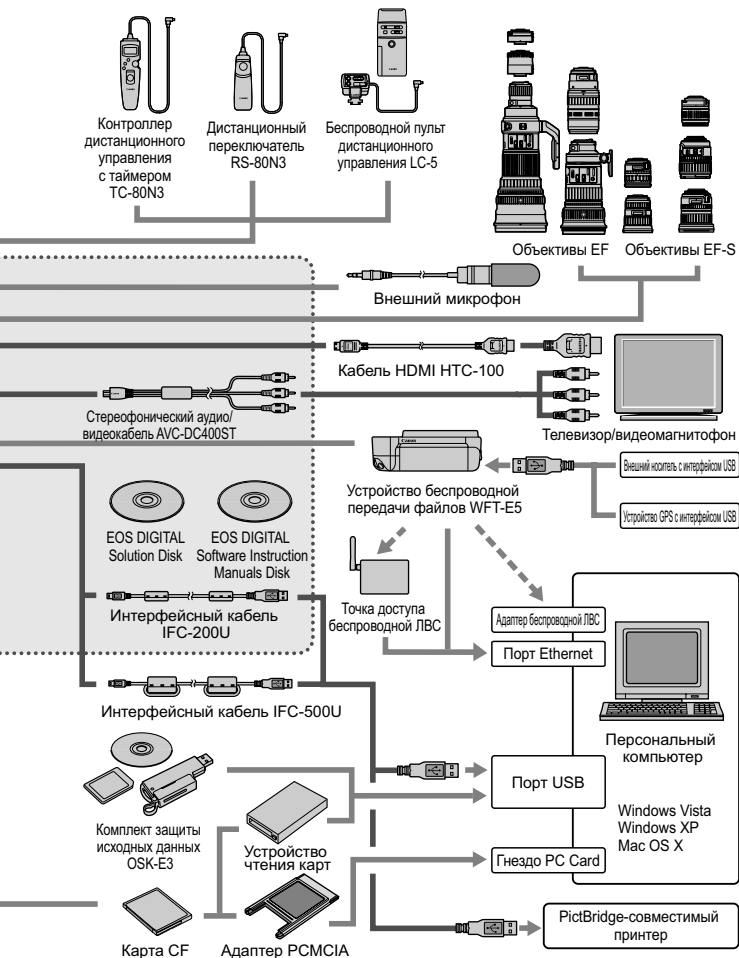 Контроллер
дистанционного
управления
с таймером
TC-80N3
Дистанционный
переключатель
RS-80N3
Беспроводной пульт
дистанционного
управления LC-5
Объективы EF
Объективы EF-S
Внешний микрофон
Кабель HDMI HTC-100
Стереофонический аудио/
видеокабель AVC-DC400ST
Телевизор/видеомагнитофон
Canon
Внешний носитель с интерфейсом USB
Устройство GPS с интерфейсом USB
Устройство беспроводной
передачи файлов WFT-E5
EOS DIGITAL
Solution Disk
EOS DIGITAL
Software Instruction
Manuals Disk
Точка доступа
беспроводной ЛВС
Адаптер беспроводной ЛВС
Порт Ethernet
Интерфейсный кабель
IFC-200U
Интерфейсный кабель IFC-500U
Персональный
компьютер
Порт USB
Windows Vista
Windows XP
Mac OS X
Комплект защиты
исходных данных
OSK-E3
Устройство
чтения карт
Гнездо PC Card
Карта CF
Адаптер PCMCIA
PictBridge-совместимый
принтер